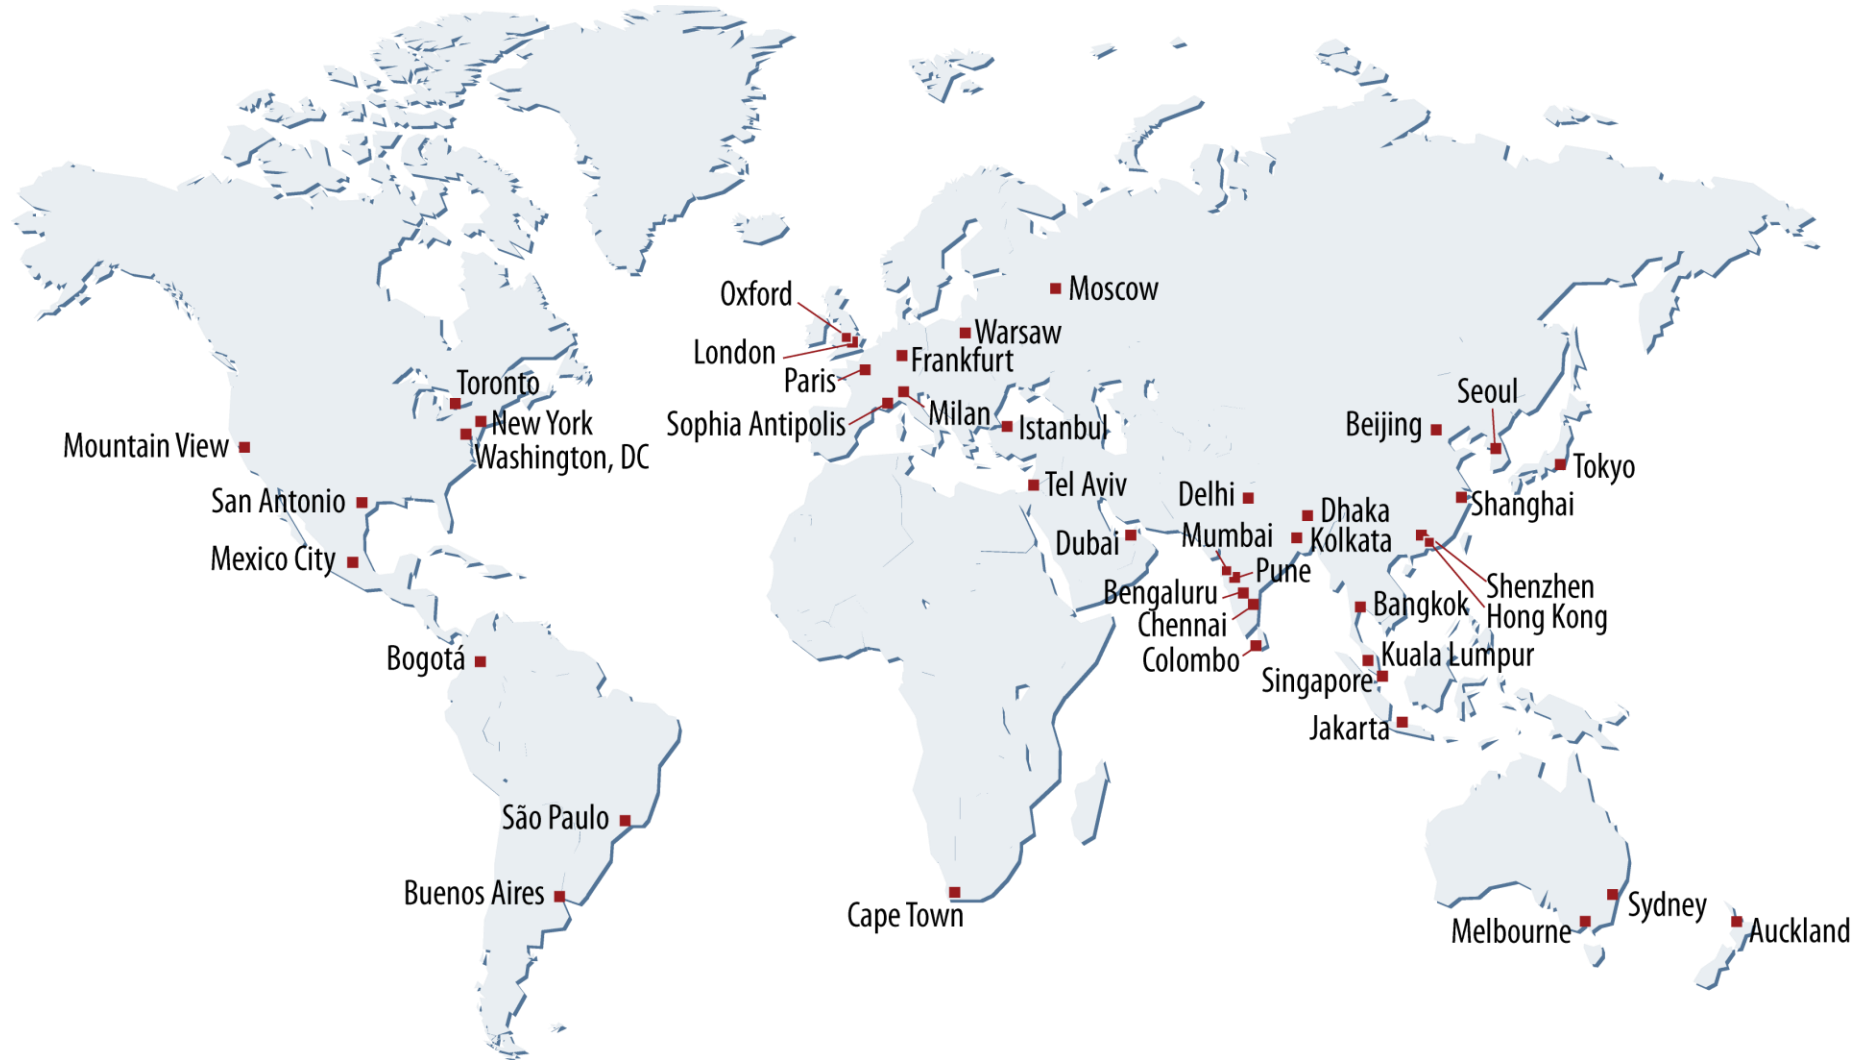 Moscow
Oxford
Warsaw
London
Frankfurt
Paris
Toronto
Seoul
Milan
New York
Sophia Antipolis
Istanbul
Beijing
Mountain View
Washington, DC
Tokyo
Tel Aviv
Delhi
San Antonio
Shanghai
Dhaka
Mumbai
Dubai
Kolkata
Mexico City
Pune
Shenzhen
Bengaluru
Bangkok
Hong Kong
Chennai
Bogotá
Colombo
Kuala Lumpur
Singapore
Jakarta
São Paulo
Buenos Aires
Cape Town
Sydney
Melbourne
Auckland